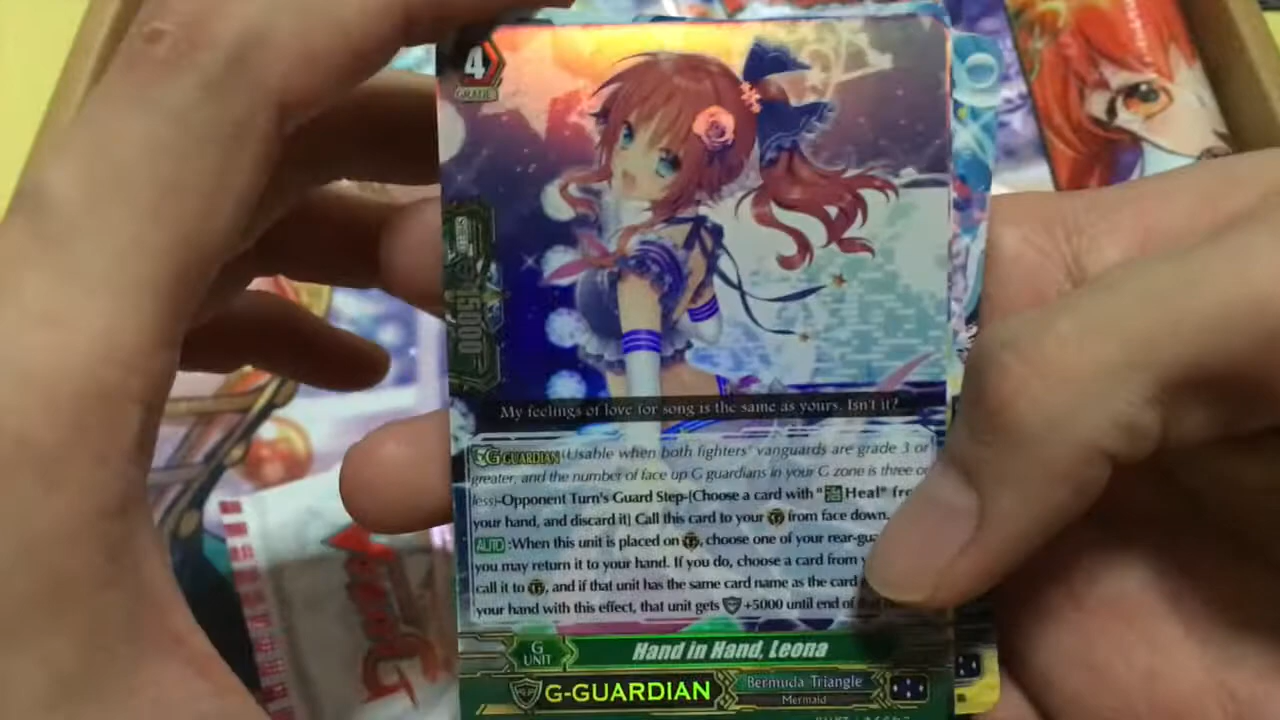 4
GRADE
15000
My feelings of love for song is the same as yours. Isn't it?
G GUARDIAN (Usable when both fighters' vanguards are grade 3 or
greater, and the number of face up G guardians in your G zone is three or
less)-Opponent Turn's Guard Step-[Choose a card with " Heal" from
your hand, and discard it] Call this card to your from face down.
AUTO :When this unit is placed on , choose one of your
you may return it to your hand. If you do, choose a card from
call it to , and if that unit has the same card name as the card
your hand with this effect, that unit gets +5000 until end of
G
UNIT
Hand in Hand, Leona
G-GUARDIAN
Bermuda Triangle
Mermaid